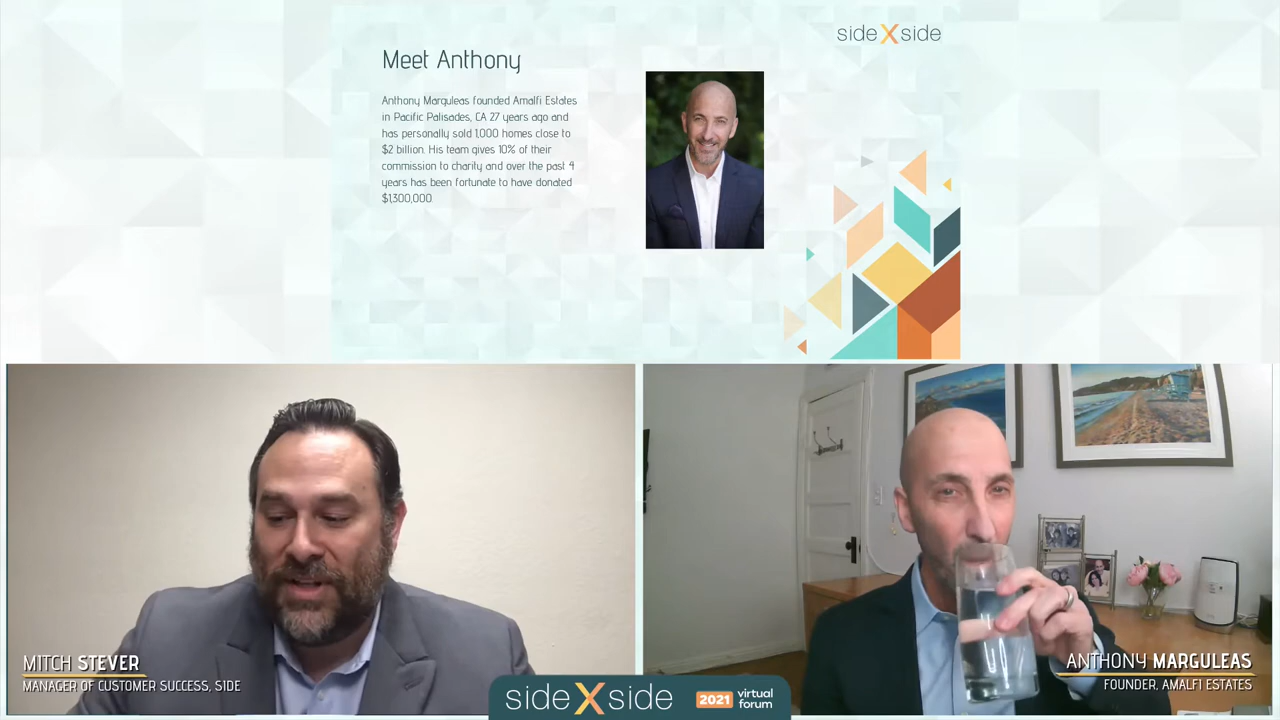 side X side
Meet Anthony
Anthony Marguleas founded Amalfi Estates
in Pacific Palisades, CA 27 years ago and
has personally sold 1,000 homes close to
$2 billion. His team gives 10% of their
commission to charity and over the past 4
years has been fortunate to have donated
$1,300,000.
MITCH STEVER
MANAGER OF CUSTOMER SUCCESS, SIDE
ANTHONY MARGULEAS
FOUNDER, AMALFI ESTATES
side X side
2021 virtual
forum